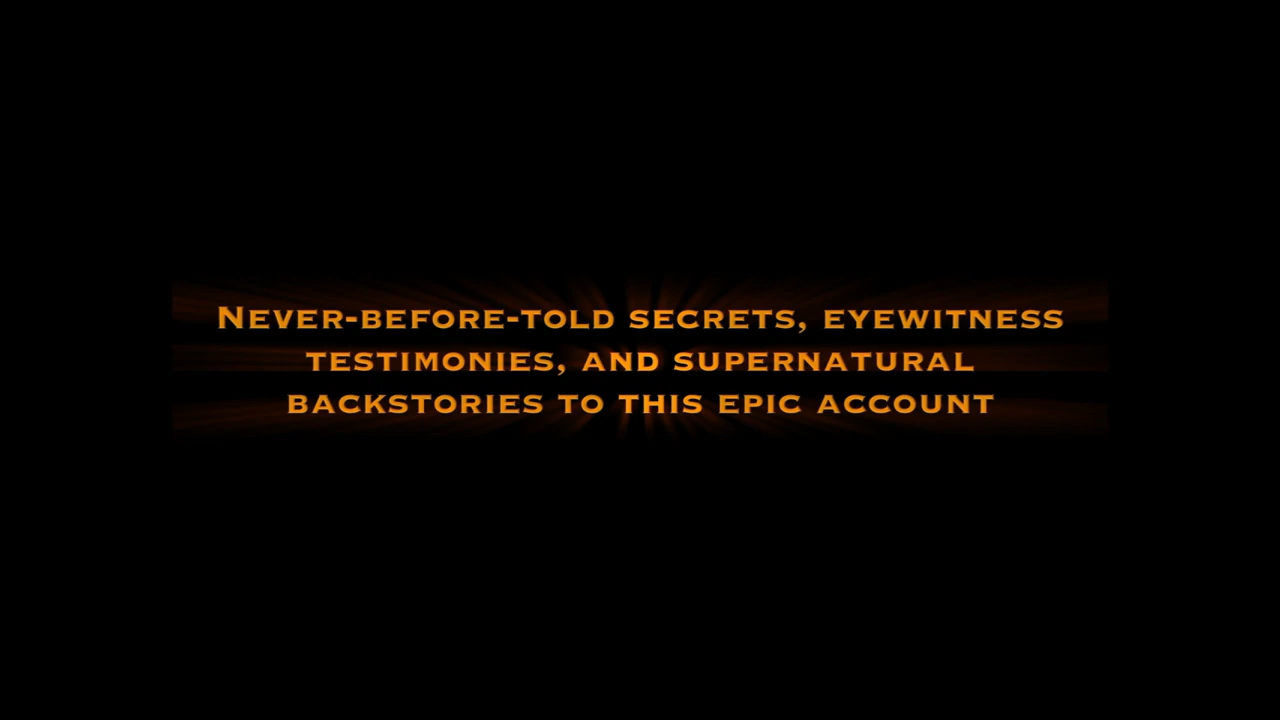 Never-before-told secrets, eyewitness
testimonies, and supernatural
backstories to this epic account